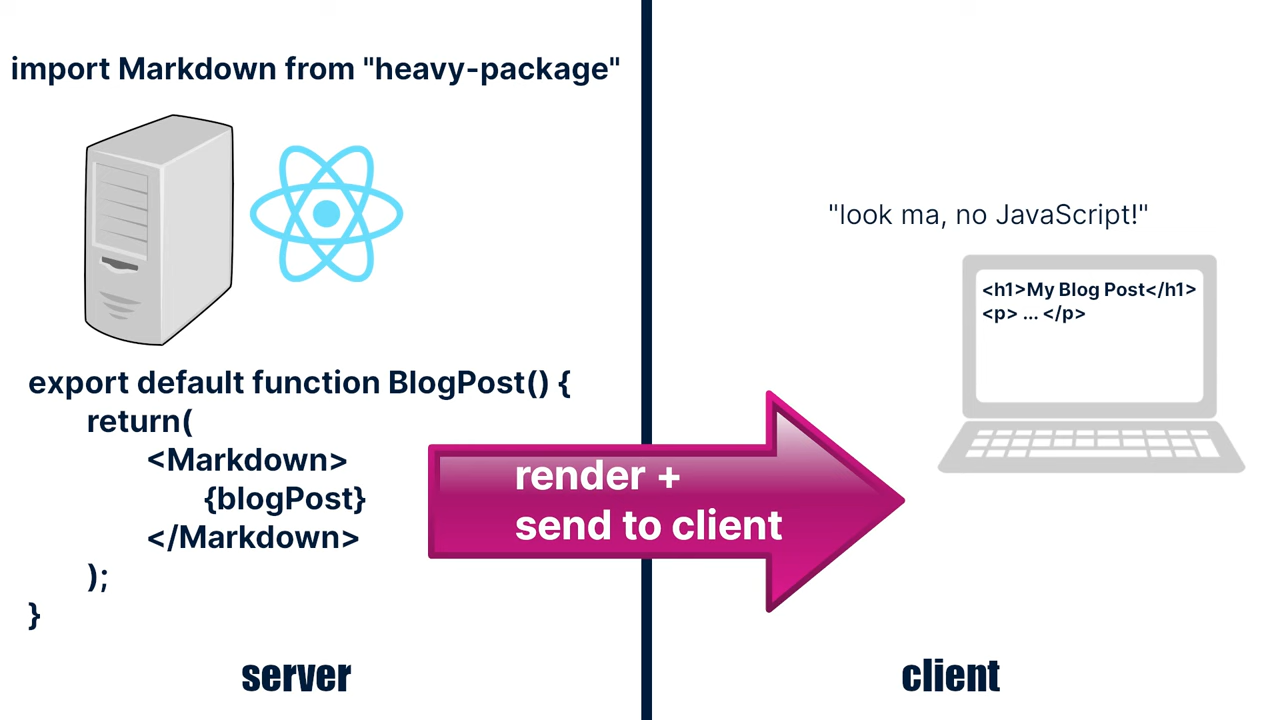 import Markdown from "heavy-package"
export default function BlogPost() {
return(
<Markdown>
{blogPost}
</Markdown>
);
}
server
render +
send to client
"look ma, no JavaScript!"
<h1>My Blog Post</h1>
<p> ... </p>
client